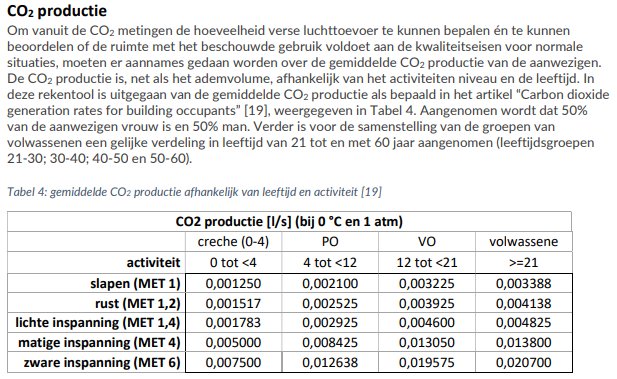 CO₂ productie
Om vanuit de CO₂ metingen de hoeveelheid verse luchttoevoer te kunnen bepalen én te kunnen
beoordelen of de ruimte met het beschouwde gebruik voldoet aan de kwaliteitseisen voor normale
situaties, moeten er aannames gedaan worden over de gemiddelde CO₂ productie van de aanwezigen.
De CO₂ productie is, net als het ademvolume, afhankelijk van het activiteiten niveau en de leeftijd. In
deze rekentool is uitgegaan van de gemiddelde CO₂ productie als bepaald in het artikel “Carbon dioxide
generation rates for building occupants” [19], weergegeven in Tabel 4. Aangenomen wordt dat 50%
van de aanwezigen vrouw is en 50% man. Verder is voor de samenstelling van de groepen van
volwassenen een gelijke verdeling in leeftijd van 21 tot en met 60 jaar aangenomen (leeftijdsgroepen
21-30; 30-40; 40-50 en 50-60).
Tabel 4: gemiddelde CO₂ productie afhankelijk van leeftijd en activiteit [19]
CO2 productie [l/s] (bij 0 °C en 1 atm)
creche (0-4) PO VO volwassene
activiteit 0 tot <4 4 tot <12 12 tot <21 >=21
slapen (MET 1) 0,001250 0,002100 0,003225 0,003388
rust (MET 1,2) 0,001517 0,002525 0,003925 0,004138
lichte inspanning (MET 1,4) 0,001783 0,002925 0,004600 0,004825
matige inspanning (MET 4) 0,005000 0,008425 0,013050 0,013800
zware inspanning (MET 6) 0,007500 0,012638 0,019575 0,020700